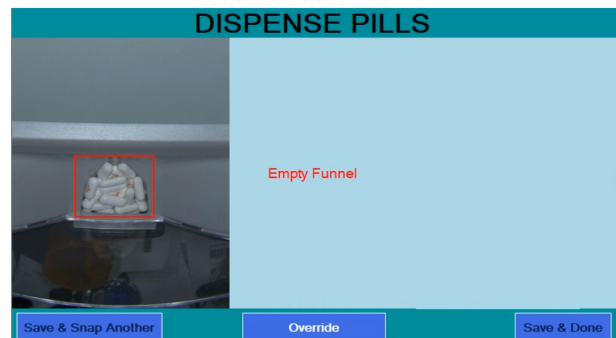 DISPENSE PILLS
Empty Funnel
Save & Snap Another
Override
Save & Done